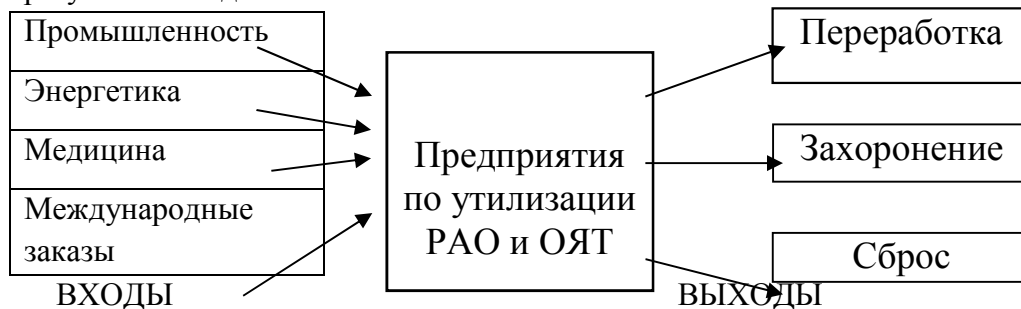 Промышленность
Энергетика
Медицина
Международные
заказы
ВХОДЫ
Предприятия
по утилизации
РАО и ОЯТ
Переработка
Захоронение
Сброс
ВЫХОДЫ